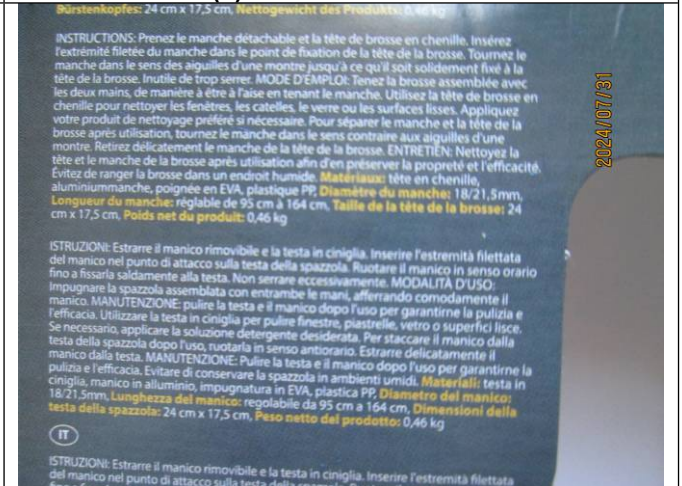 Bürstenkopfes: 24 cm x 17,5 cm, Nettogewicht des Produkts: 0,46 kg
INSTRUCTIONS: Prenez le manche détachable et la tête de brosse en chenille. Insérez
l'extrémité filetée du manche dans le point de fixation de la tête de la brosse. Tournez le
manche dans le sens des aiguilles d'une montre jusqu'à ce qu'il soit solidement fixé à la
tête de la brosse. Inutile de trop serrer. MODE D'EMPLOI: Tenez la brosse assemblée avec
les deux mains, de manière à être à l'aise en tenant le manche. Utilisez la tête de brosse en
chenille pour nettoyer les fenêtres, les catelles, le verre ou les surfaces lisses. Appliquez
votre produit de nettoyage préféré si nécessaire. Pour séparer le manche et la tête de la
brosse après utilisation, tournez le manche dans le sens contraire aux aiguilles d'une
montre. Retirez délicatement le manche de la tête de la brosse. ENTRETIEN: Nettoyez la
tête et le manche de la brosse après utilisation afin d'en préserver la propreté et l'efficacité.
Évitez de ranger la brosse dans un endroit humide. Matériaux: tête en chenille,
aluminiummanche, poignée en EVA, plastique PP, Diamètre du manche: 18/21,5mm,
Longueur du manche: réglable de 95 cm à 164 cm, Taille de la tête de la brosse: 24
cm x 17,5 cm, Poids net du produit: 0,46 kg
ISTRUZIONI: Estrarre il manico rimovibile e la testa in ciniglia. Inserire l'estremità filettata
del manico nel punto di attacco sulla testa della spazzola. Ruotare il manico in senso orario
fino a fissarla saldamente alla testa. Non serrare eccessivamente. MODALITÀ D'USO:
Impugnare la spazzola assemblata con entrambe le mani, afferrando comodamente il
manico. MANUTENZIONE: pulire la testa e il manico dopo l'uso per garantirne la pulizia e
l'efficacia. Utilizzare la testa in ciniglia per pulire finestre, piastrelle, vetro o superfici lisce.
Se necessario, applicare la soluzione detergente desiderata. Per staccare il manico dalla
testa della spazzola dopo l'uso, ruotarla in senso antiorario. Estrarre delicatamente il
manico dalla testa. MANUTENZIONE: Pulire la testa e il manico dopo l'uso per garantirne la
pulizia e l'efficacia. Evitare di conservare la spazzola in ambienti umidi. Materiali: testa in
ciniglia, manico in alluminio, impugnatura in EVA, plastica PP, Diametro del manico:
18/21,5mm, Lunghezza del manico: regolabile da 95 cm a 164 cm, Dimensioni della
testa della spazzola: 24 cm x 17,5 cm, Peso netto del prodotto: 0,46 kg
IT
ISTRUZIONI: Estrarre il manico rimovibile e la testa in ciniglia. Inserire l'estremità filettata
del manico nel punto di attacco sulla testa della spazzola. Ruotare il manico in senso orario
2024/07/31